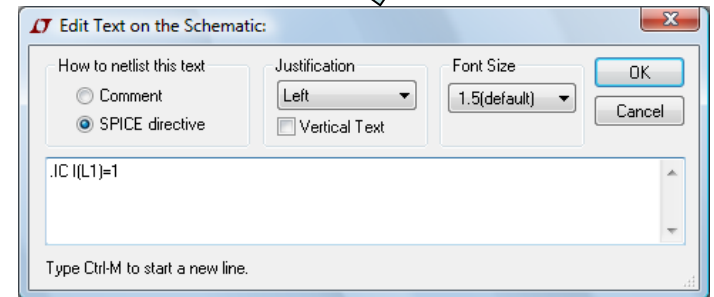 Edit Text on the Schematic:
How to netlist this text
Comment
SPICE directive
Justification
Left
Vertical Text
Font Size
1.5(default)
OK
Cancel
.IC I(L1)=1
Type Ctrl-M to start a new line.